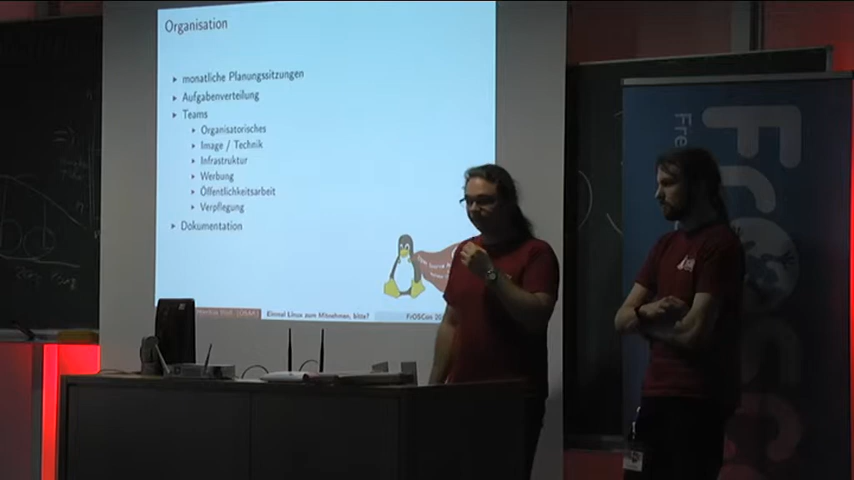 Organisation
monatliche Planungssitzungen
Aufgabenverteilung
Teams
Organisatorisches
Image / Technik
Infrastruktur
Werbung
Öffentlichkeitsarbeit
Verpflegung
Dokumentation
Einmal Linux zum Mitnehmen, bitte?
FrOSCon